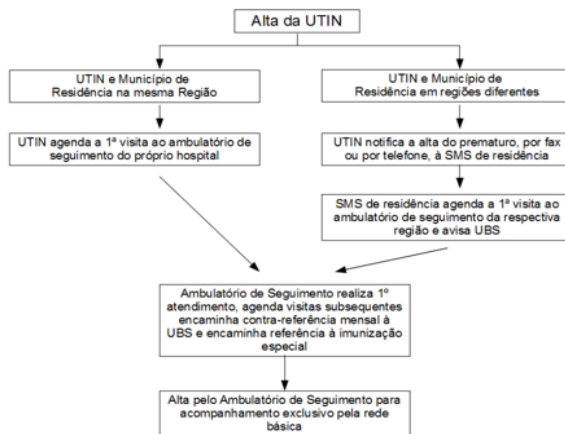 Alta da UTIN
UTIN e Município de
Residência na mesma Região
UTIN e Município de
Residência em regiões diferentes
UTIN agenda a 1ª visita ao ambulatório de
seguimento do próprio hospital
UTIN notifica a alta do prematuro, por fax
ou por telefone, à SMS de residência
SMS de residência agenda a 1ª visita ao
ambulatório de seguimento da respectiva
região e avisa UBS
Ambulatório de Seguimento realiza 1º
atendimento, agenda visitas subsequentes
encaminha contra-referência mensal à
UBS e encaminha referência à imunização
especial
Alta pelo Ambulatório de Seguimento para
acompanhamento exclusivo pela rede
básica